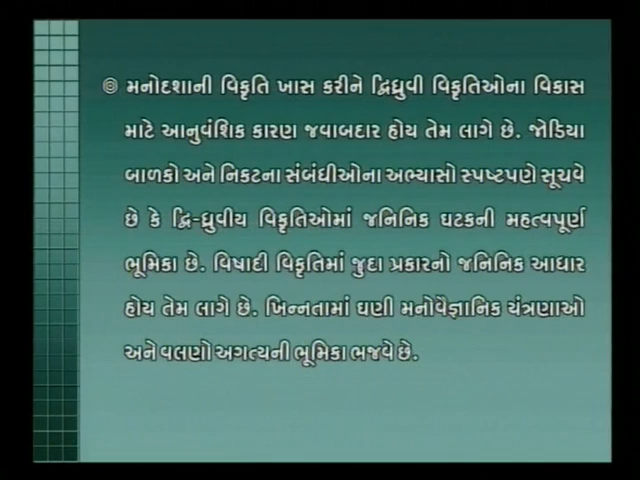 મનોદશાની વિકૃતિ ખાસ કરીને દ્વિધ્રુવી વિકૃતિઓના વિકાસ
માટે આનુવંશિક કારણ જવાબદાર હોય તેમ લાગે છે. જોડિયા
બાળકો અને નિકટના સંબંધીઓના અભ્યાસો સ્પષ્ટપણે સૂચવે
છે કે દ્વિ-ધ્રુવીય વિકૃતિઓમાં જનિનિક ઘટકની મહત્વપૂર્ણ
ભૂમિકા છે. વિષાદી વિકૃતિમાં જુદા પ્રકારનો જનિનિક આધાર
હોય તેમ લાગે છે. ખિન્નતામાં ઘણી મનોવૈજ્ઞાનિક યંત્રણાઓ
અને વલણો અગત્યની ભૂમિકા ભજવે છે.